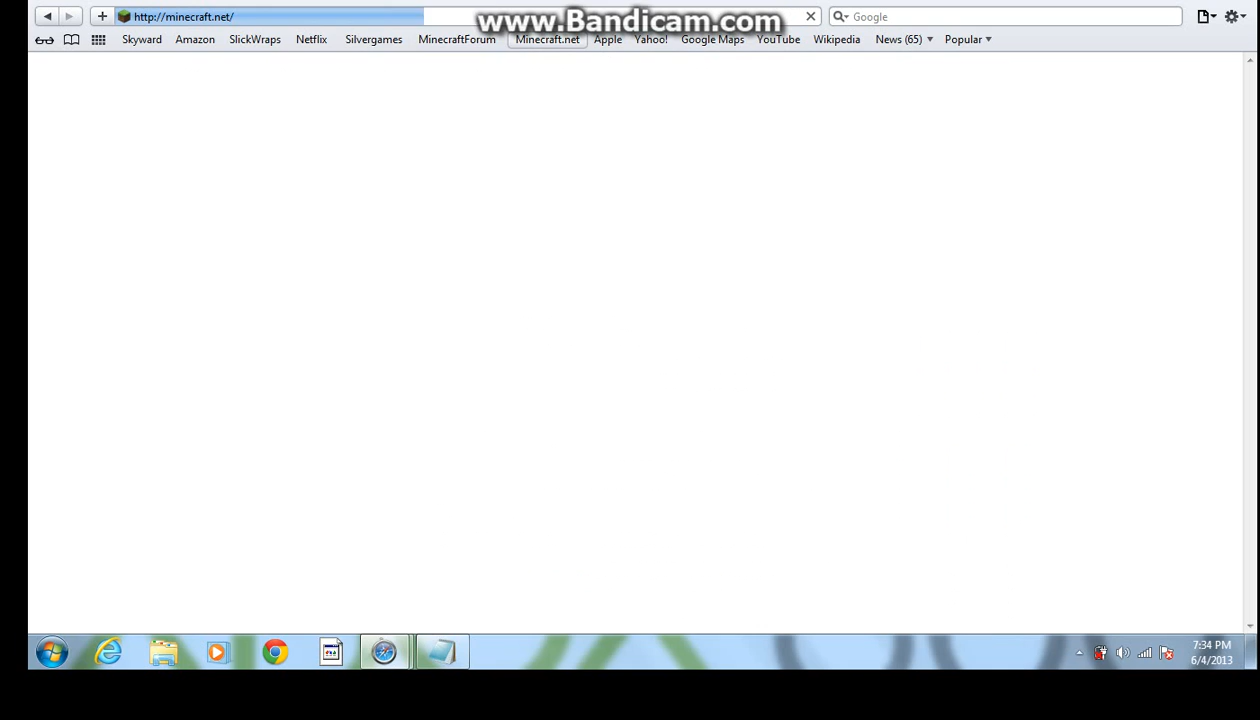 http://minecraft.net/ www.Bandicam.com Google
Skyward Amazon SlickWraps Netflix Silvergames MinecraftForum Minecraft.net Apple Yahoo! Google Maps YouTube Wikipedia News (65) Popular
7:34 PM
6/4/2013